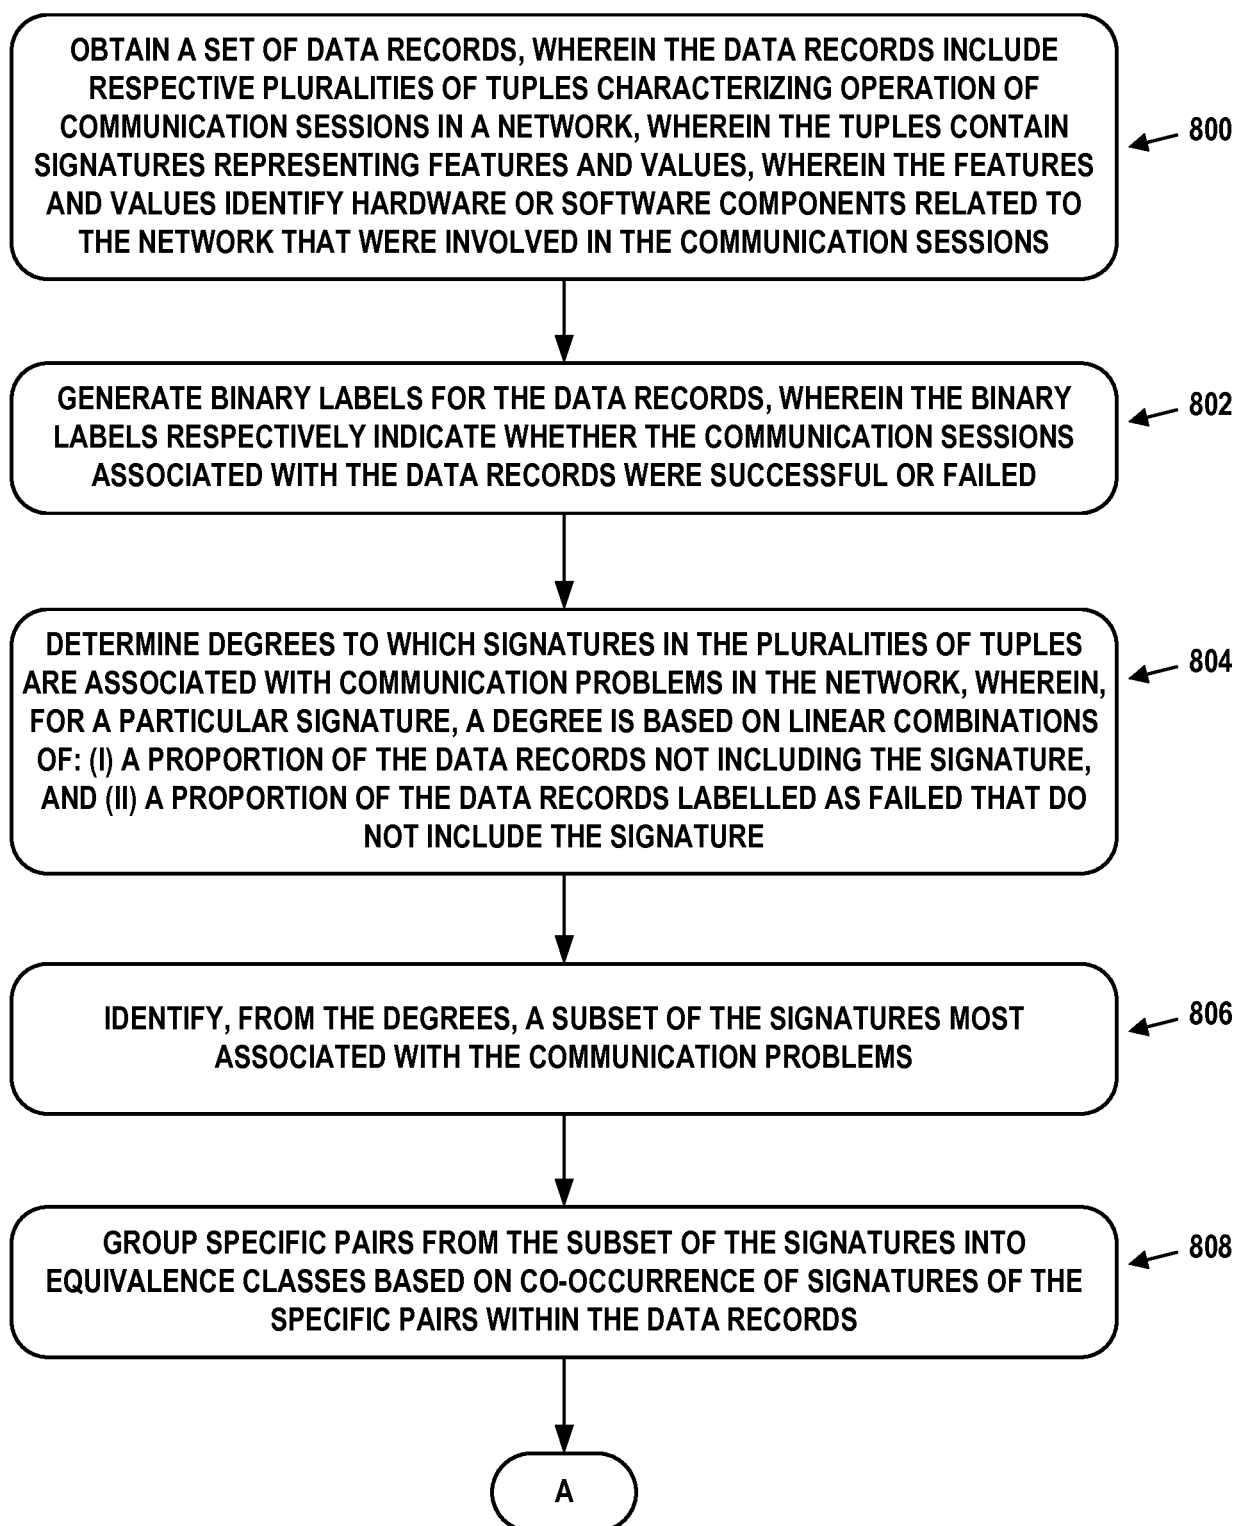 OBTAIN A SET OF DATA RECORDS, WHEREIN THE DATA RECORDS INCLUDE
RESPECTIVE PLURALITIES OF TUPLES CHARACTERIZING OPERATION OF
COMMUNICATION SESSIONS IN A NETWORK, WHEREIN THE TUPLES CONTAIN
SIGNATURES REPRESENTING FEATURES AND VALUES, WHEREIN THE FEATURES
AND VALUES IDENTIFY HARDWARE OR SOFTWARE COMPONENTS RELATED TO
THE NETWORK THAT WERE INVOLVED IN THE COMMUNICATION SESSIONS
800
GENERATE BINARY LABELS FOR THE DATA RECORDS, WHEREIN THE BINARY
LABELS RESPECTIVELY INDICATE WHETHER THE COMMUNICATION SESSIONS
ASSOCIATED WITH THE DATA RECORDS WERE SUCCESSFUL OR FAILED
802
DETERMINE DEGREES TO WHICH SIGNATURES IN THE PLURALITIES OF TUPLES
ARE ASSOCIATED WITH COMMUNICATION PROBLEMS IN THE NETWORK, WHEREIN,
FOR A PARTICULAR SIGNATURE, A DEGREE IS BASED ON LINEAR COMBINATIONS
OF: (I) A PROPORTION OF THE DATA RECORDS NOT INCLUDING THE SIGNATURE,
AND (II) A PROPORTION OF THE DATA RECORDS LABELLED AS FAILED THAT DO
NOT INCLUDE THE SIGNATURE
804
IDENTIFY, FROM THE DEGREES, A SUBSET OF THE SIGNATURES MOST
ASSOCIATED WITH THE COMMUNICATION PROBLEMS
806
GROUP SPECIFIC PAIRS FROM THE SUBSET OF THE SIGNATURES INTO
EQUIVALENCE CLASSES BASED ON CO-OCCURRENCE OF SIGNATURES OF THE
SPECIFIC PAIRS WITHIN THE DATA RECORDS
808
A